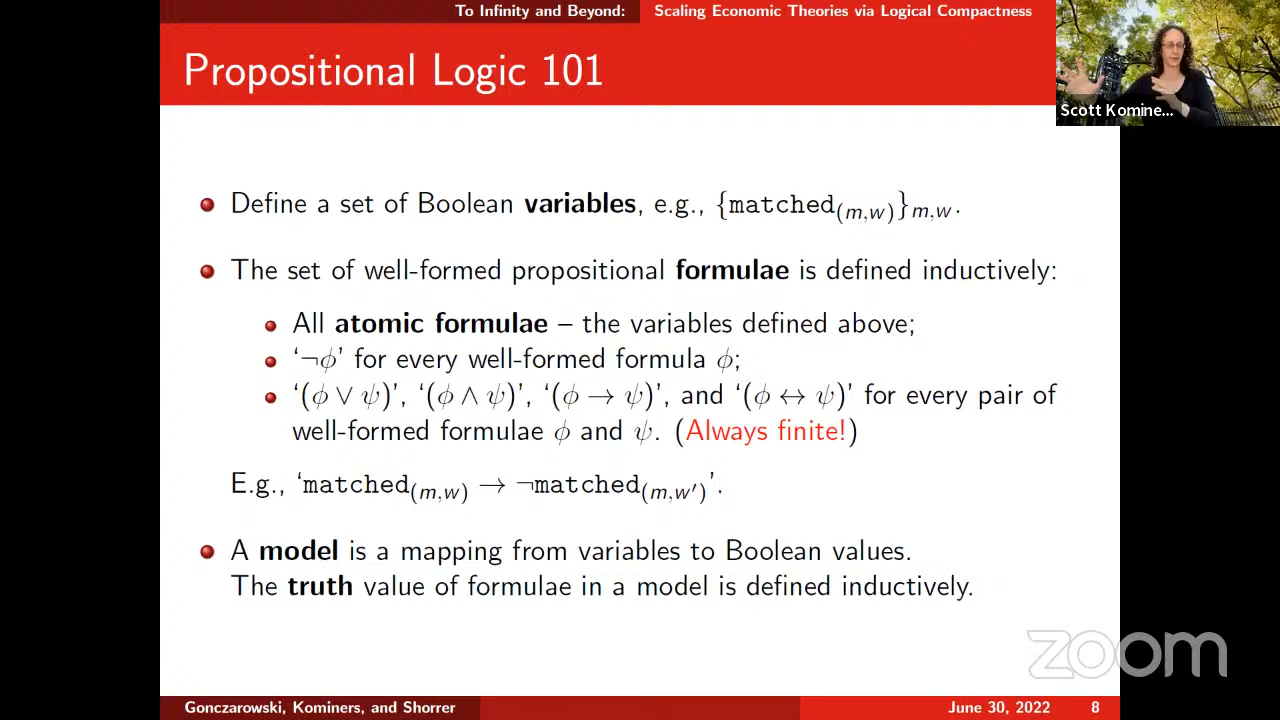 To Infinity and Beyond: Scaling Economic Theories via Logical Compactness
Propositional Logic 101
Scott Komine...
Define a set of Boolean variables, e.g., {matched(m,w)}m,w.
The set of well-formed propositional formulae is defined inductively:
All atomic formulae – the variables defined above;
‘¬ϕ’ for every well-formed formula ϕ;
‘(ϕ ∨ ψ)’, ‘(ϕ ∧ ψ)’, ‘(ϕ → ψ)’, and ‘(ϕ ↔ ψ)’ for every pair of
well-formed formulae ϕ and ψ. (Always finite!)
E.g., ‘matched(m,w) → ¬matched(m,w′)’.
A model is a mapping from variables to Boolean values.
The truth value of formulae in a model is defined inductively.
zoom
Gonczarowski, Kominers, and Shorrer June 30, 2022 8